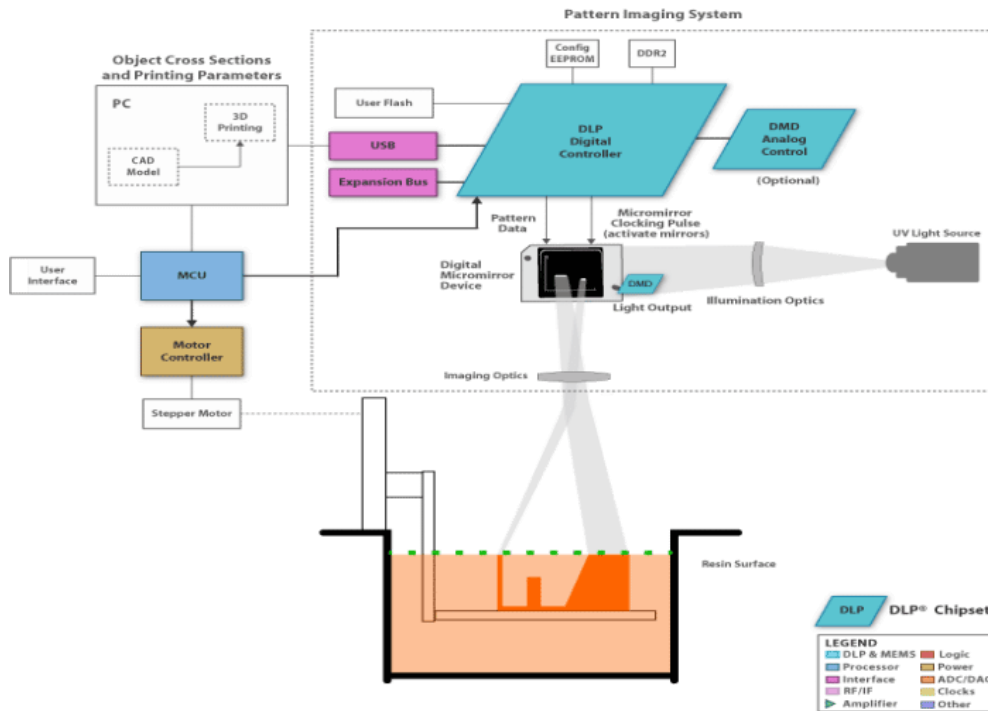 Pattern Imaging System
Object Cross Sections
and Printing Parameters
PC
3D
Printing
CAD
Model
Config
EEPROM
DDR2
User Flash
USB
Expansion Bus
DLP
Digital
Controller
DMD
Analog
Control
(Optional)
Pattern
Data
Micromirror
Clocking Pulse
(activate mirrors)
UV Light Source
User
Interface
MCU
Digital
Micromirror
Device
DMD
Light Output
Illumination Optics
Motor
Controller
Imaging Optics
Stepper Motor
Resin Surface
DLP
DLP® Chipset
LEGEND
DLP & MEMS
Logic
Processor
Power
Interface
ADC/DAC
RF/IF
Clocks
Amplifier
Other